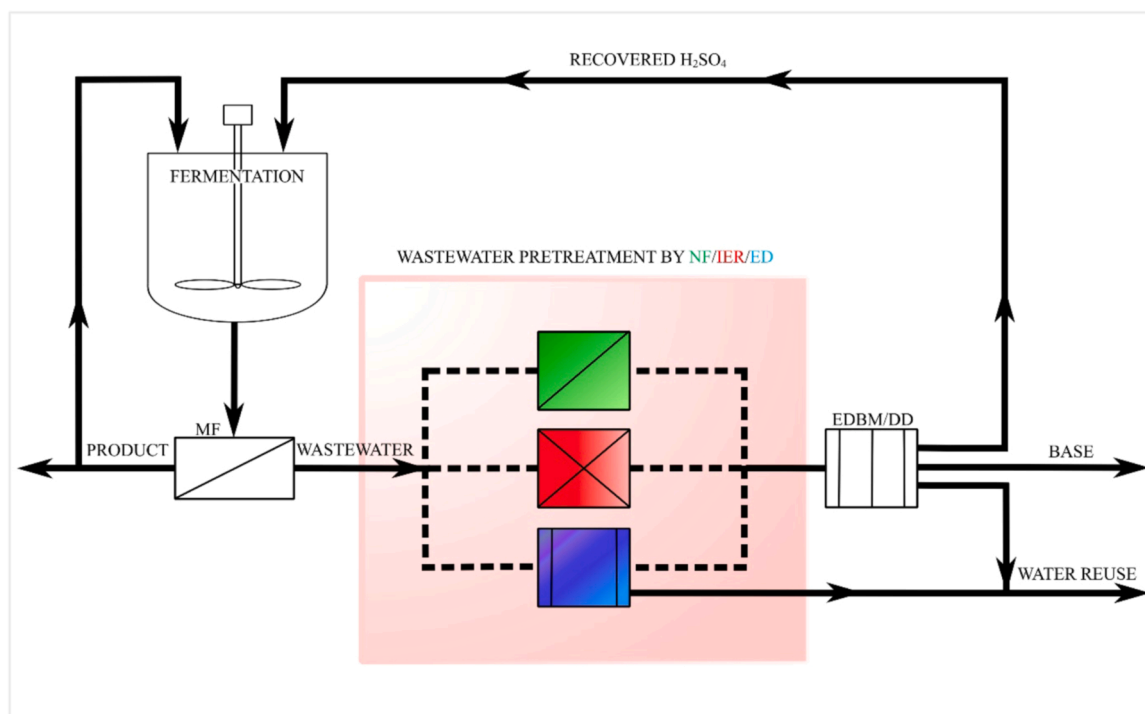 RECOVERED H₂SO₄
FERMENTATION
WASTEWATER PRETREATMENT BY NF/IER/ED
MF
EDBM/DD
PRODUCT
WASTEWATER
BASE
WATER REUSE